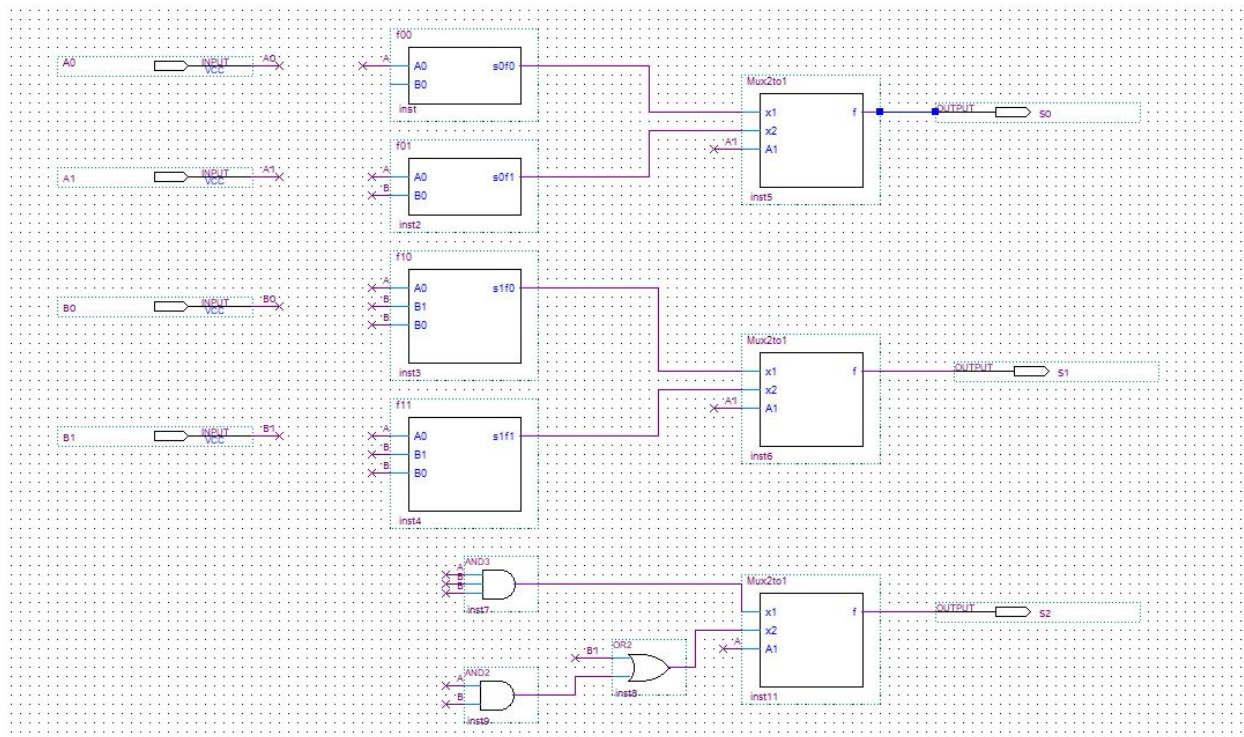 A0
INPUT
VCC
A0
A1
INPUT
VCC
A1
B0
INPUT
VCC
B0
B1
INPUT
VCC
B1
f00
A
A0
B0
s0f0
inst
f01
A
B
A0
B0
s0f1
inst2
f10
A
B
B
A0
B1
B0
s1f0
inst3
f11
A
B
B
A0
B1
B0
s1f1
inst4
AND3
A
B
B
inst7
AND2
A
B
inst9
OR2
B1
inst8
Mux2to1
x1
x2
A1
A1
f
inst5
OUTPUT
S0
Mux2to1
x1
x2
A1
A1
f
inst6
OUTPUT
S1
Mux2to1
x1
x2
A
A1
f
inst11
OUTPUT
S2